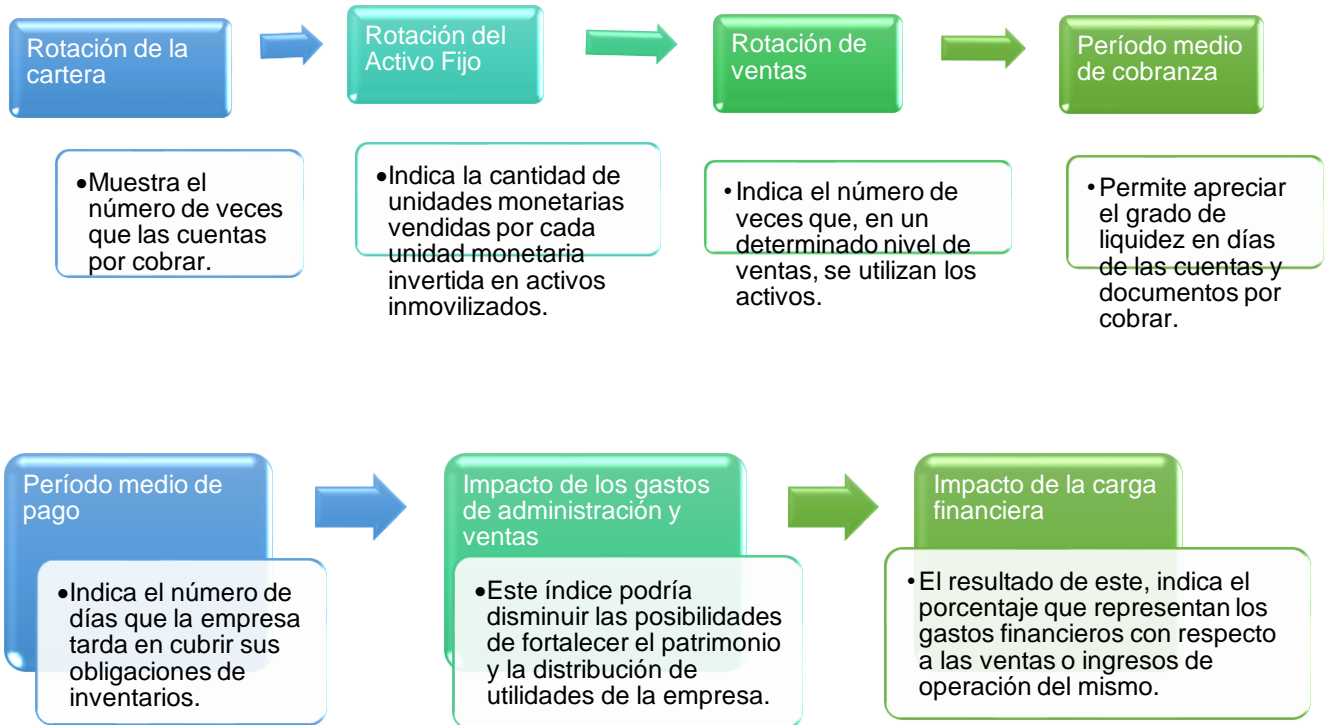 Rotación de la
cartera
•Muestra el
número de veces
que las cuentas
por cobrar.
Rotación del
Activo Fijo
•Indica la cantidad de
unidades monetarias
vendidas por cada
unidad monetaria
invertida en activos
inmovilizados.
Rotación de
ventas
•Indica el número de
veces que, en un
determinado nivel de
ventas, se utilizan los
activos.
Período medio
de cobranza
•Permite apreciar
el grado de
liquidez en días
de las cuentas y
documentos por
cobrar.
Período medio de
pago
•Indica el número de
días que la empresa
tarda en cubrir sus
obligaciones de
inventarios.
Impacto de los gastos
de administración y
ventas
•Este índice podría
disminuir las posibilidades
de fortalecer el patrimonio
y la distribución de
utilidades de la empresa.
Impacto de la carga
financiera
•El resultado de este, indica el
porcentaje que representan los
gastos financieros con respecto
a las ventas o ingresos de
operación del mismo.